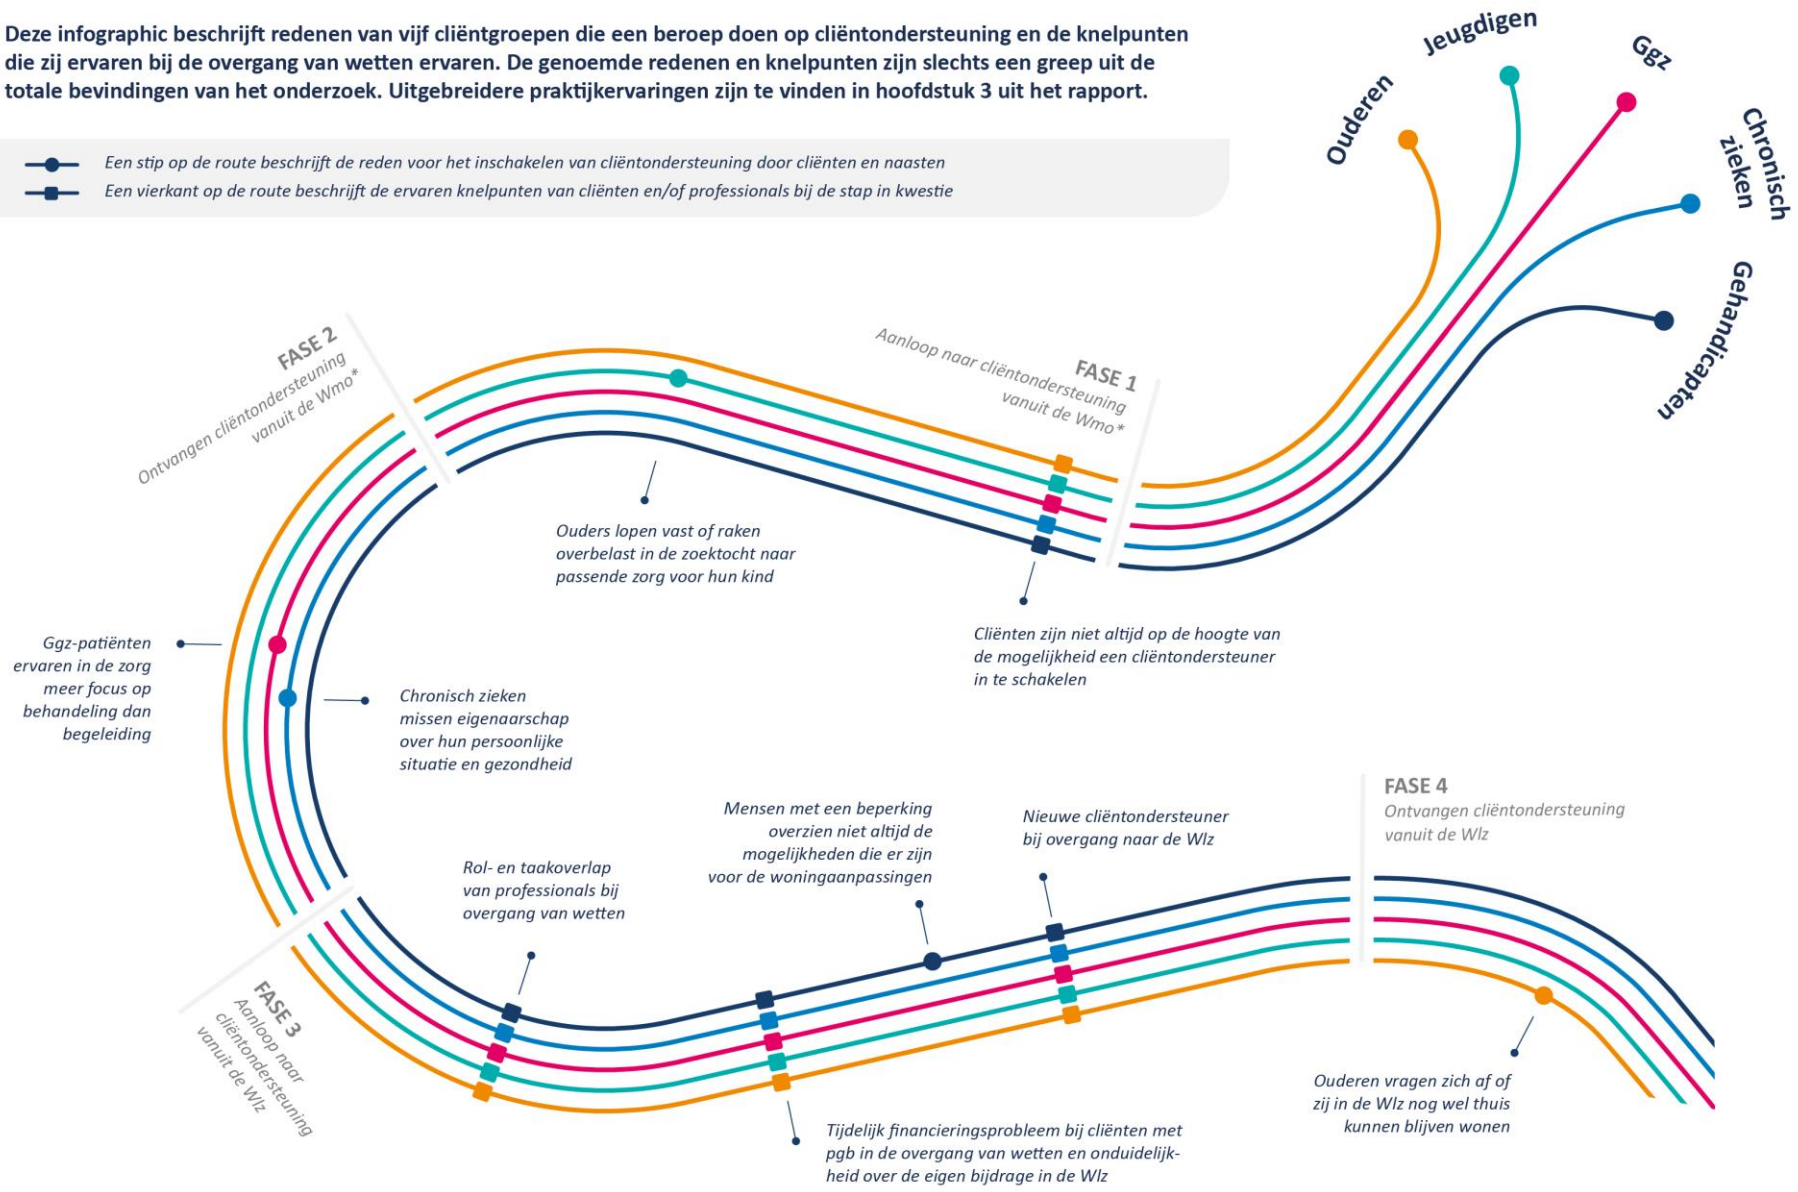 Deze infographic beschrijft redenen van vijf cliëntgroepen die een beroep doen op cliëntondersteuning en de knelpunten
die zij ervaren bij de overgang van wetten ervaren. De genoemde redenen en knelpunten zijn slechts een greep uit de
totale bevindingen van het onderzoek. Uitgebreidere praktijkervaringen zijn te vinden in hoofdstuk 3 uit het rapport.
Een stip op de route beschrijft de reden voor het inschakelen van cliëntondersteuning door cliënten en naasten
Een vierkant op de route beschrijft de ervaren knelpunten van cliënten en/of professionals bij de stap in kwestie
Ouderen
Jeugdigen
Ggz
Chronisch
zieken
Gehandicapten
FASE 1
Aanloop naar cliëntondersteuning
vanuit de Wmo*
Cliënten zijn niet altijd op de hoogte van
de mogelijkheid een cliëntondersteuner
in te schakelen
Ouders lopen vast of raken
overbelast in de zoektocht naar
passende zorg voor hun kind
FASE 2
Ontvangen cliëntondersteuning
vanuit de Wmo*
Ggz-patiënten
ervaren in de zorg
meer focus op
behandeling dan
begeleiding
Chronisch zieken
missen eigenaarschap
over hun persoonlijke
situatie en gezondheid
FASE 3
Aanloop naar
cliëntondersteuning
vanuit de Wlz
Rol- en taakoverlap
van professionals bij
overgang van wetten
Tijdelijk financieringsprobleem bij cliënten met
pgb in de overgang van wetten en onduidelijk-
heid over de eigen bijdrage in de Wlz
Mensen met een beperking
overzien niet altijd de
mogelijkheden die er zijn
voor de woningaanpassingen
Nieuwe cliëntondersteuner
bij overgang naar de Wlz
FASE 4
Ontvangen cliëntondersteuning
vanuit de Wlz
Ouderen vragen zich af of
zij in de Wlz nog wel thuis
kunnen blijven wonen